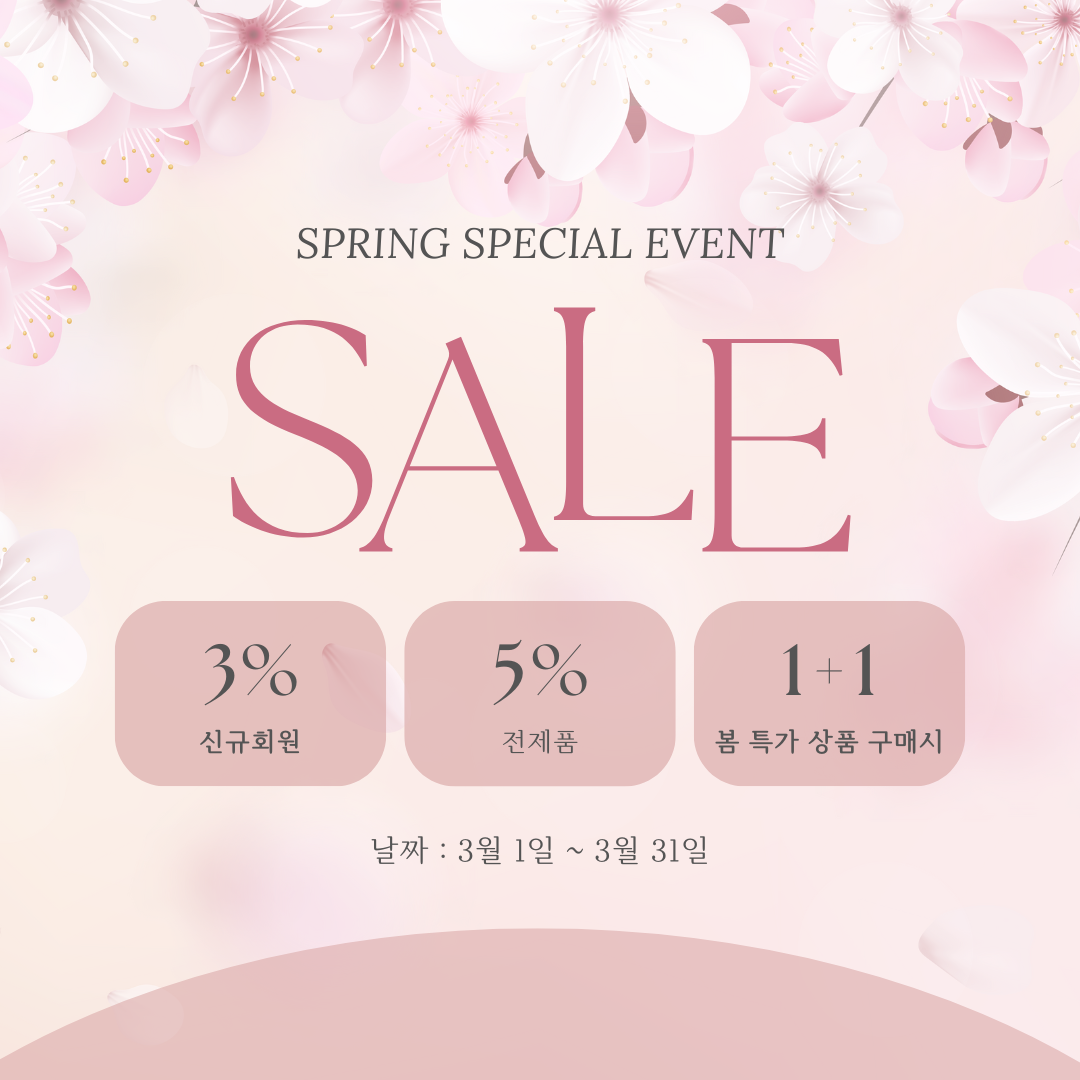 SPRING SPECIAL EVENT
SALE
3%
신규회원
5%
전제품
1+1
봄 특가 상품 구매시
날짜 : 3월 1일 ~ 3월 31일